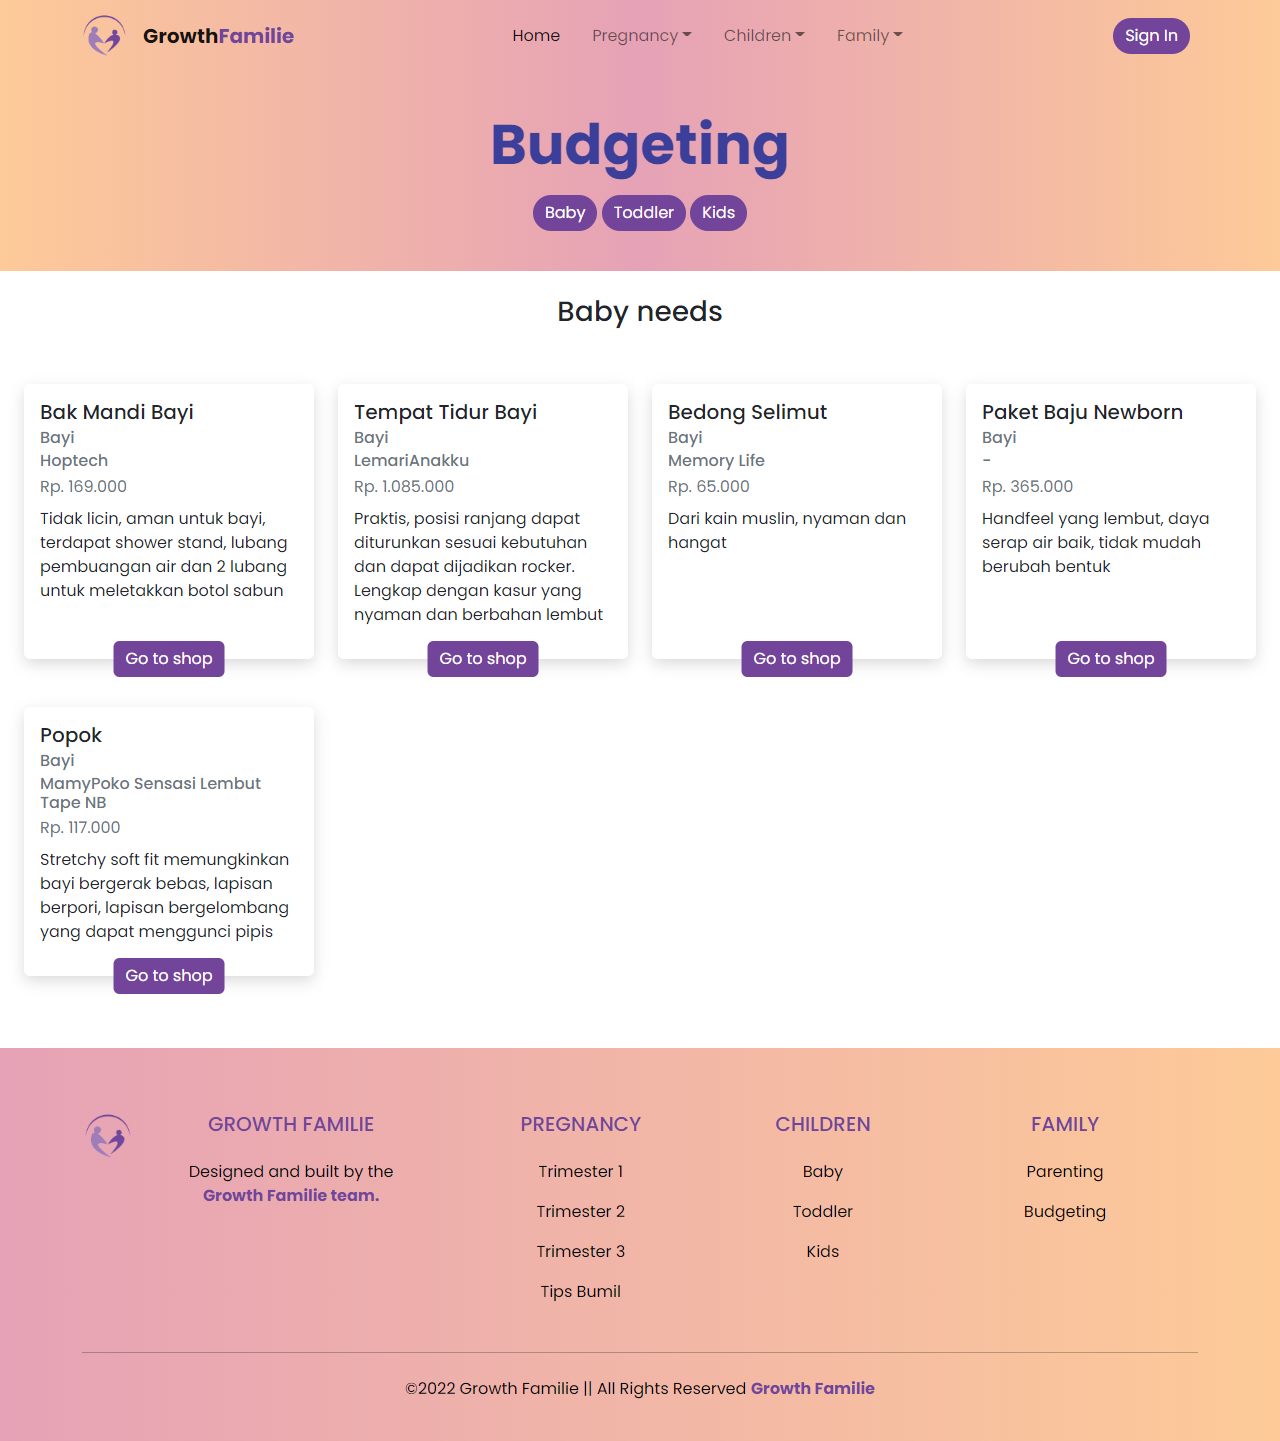 GrowthFamilie
Home
Pregnancy
Children
Family
Sign In
Budgeting
Baby
Toddler
Kids
Baby needs
Bak Mandi Bayi
Bayi
Hoptech
Rp. 169.000
Tidak licin, aman untuk bayi,
terdapat shower stand, lubang
pembuangan air dan 2 lubang
untuk meletakkan botol sabun
Go to shop
Tempat Tidur Bayi
Bayi
LemariAnakku
Rp. 1.085.000
Praktis, posisi ranjang dapat
diturunkan sesuai kebutuhan
dan dapat dijadikan rocker.
Lengkap dengan kasur yang
nyaman dan berbahan lembut
Go to shop
Bedong Selimut
Bayi
Memory Life
Rp. 65.000
Dari kain muslin, nyaman dan
hangat
Go to shop
Paket Baju Newborn
Bayi
-
Rp. 365.000
Handfeel yang lembut, daya
serap air baik, tidak mudah
berubah bentuk
Go to shop
Popok
Bayi
MamyPoko Sensasi Lembut
Tape NB
Rp. 117.000
Stretchy soft fit memungkinkan
bayi bergerak bebas, lapisan
berpori, lapisan bergelombang
yang dapat menggunci pipis
Go to shop
GROWTH FAMILIE
Designed and built by the
Growth Familie team.
PREGNANCY
Trimester 1
Trimester 2
Trimester 3
Tips Bumil
CHILDREN
Baby
Toddler
Kids
FAMILY
Parenting
Budgeting
©2022 Growth Familie || All Rights Reserved Growth Familie